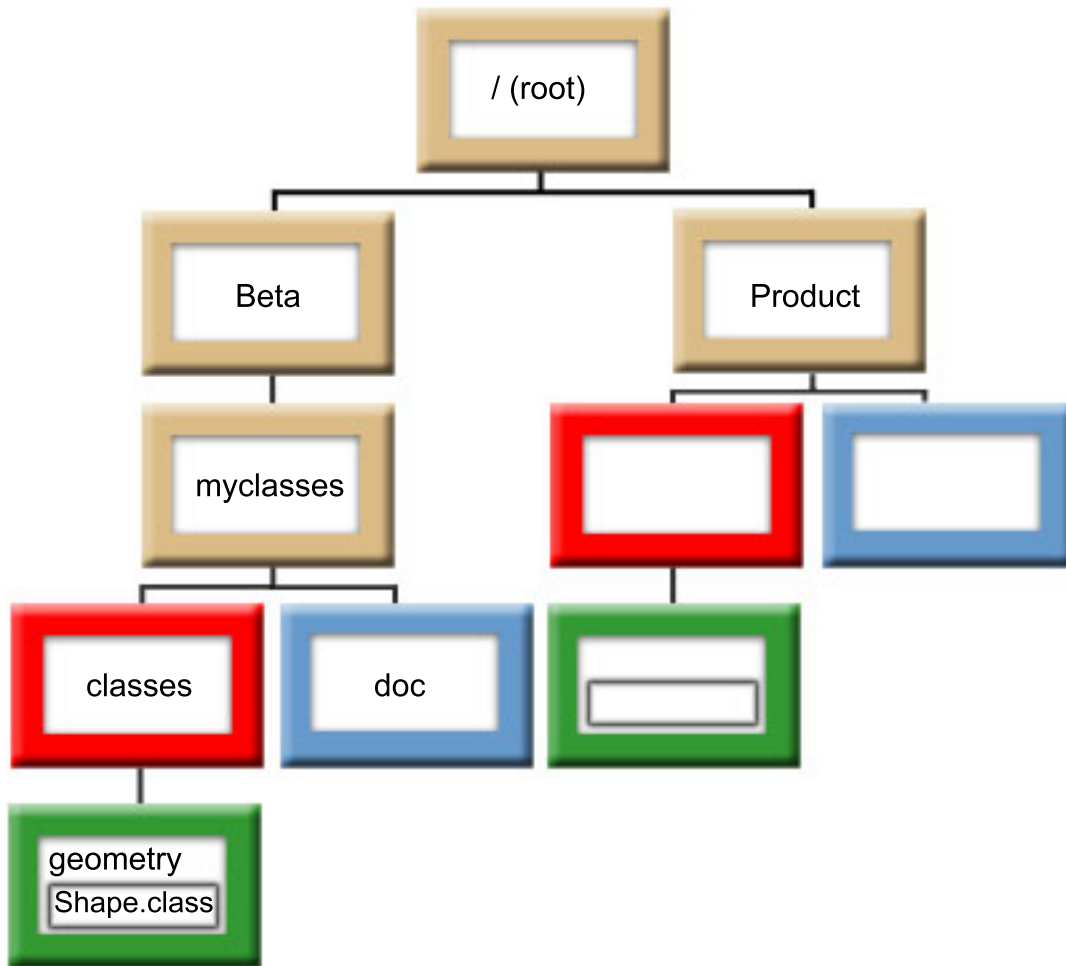 / (root)
Beta
Product
myclasses
classes
doc
geometry
Shape.class